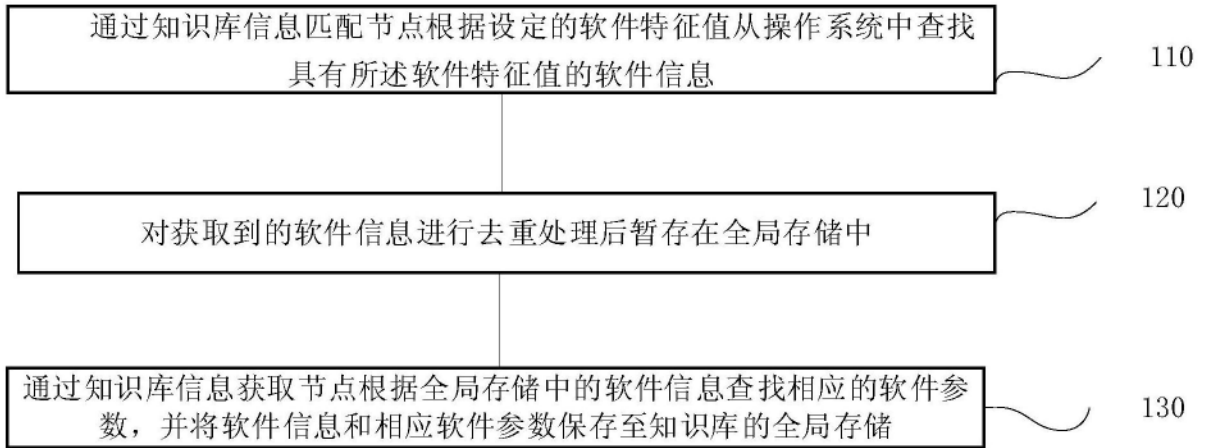 通过知识库信息匹配节点根据设定的软件特征值从操作系统中查找
具有所述软件特征值的软件信息
110
对获取到的软件信息进行去重处理后暂存在全局存储中
120
通过知识库信息获取节点根据全局存储中的软件信息查找相应的软件参
数，并将软件信息和相应软件参数保存至知识库的全局存储
130